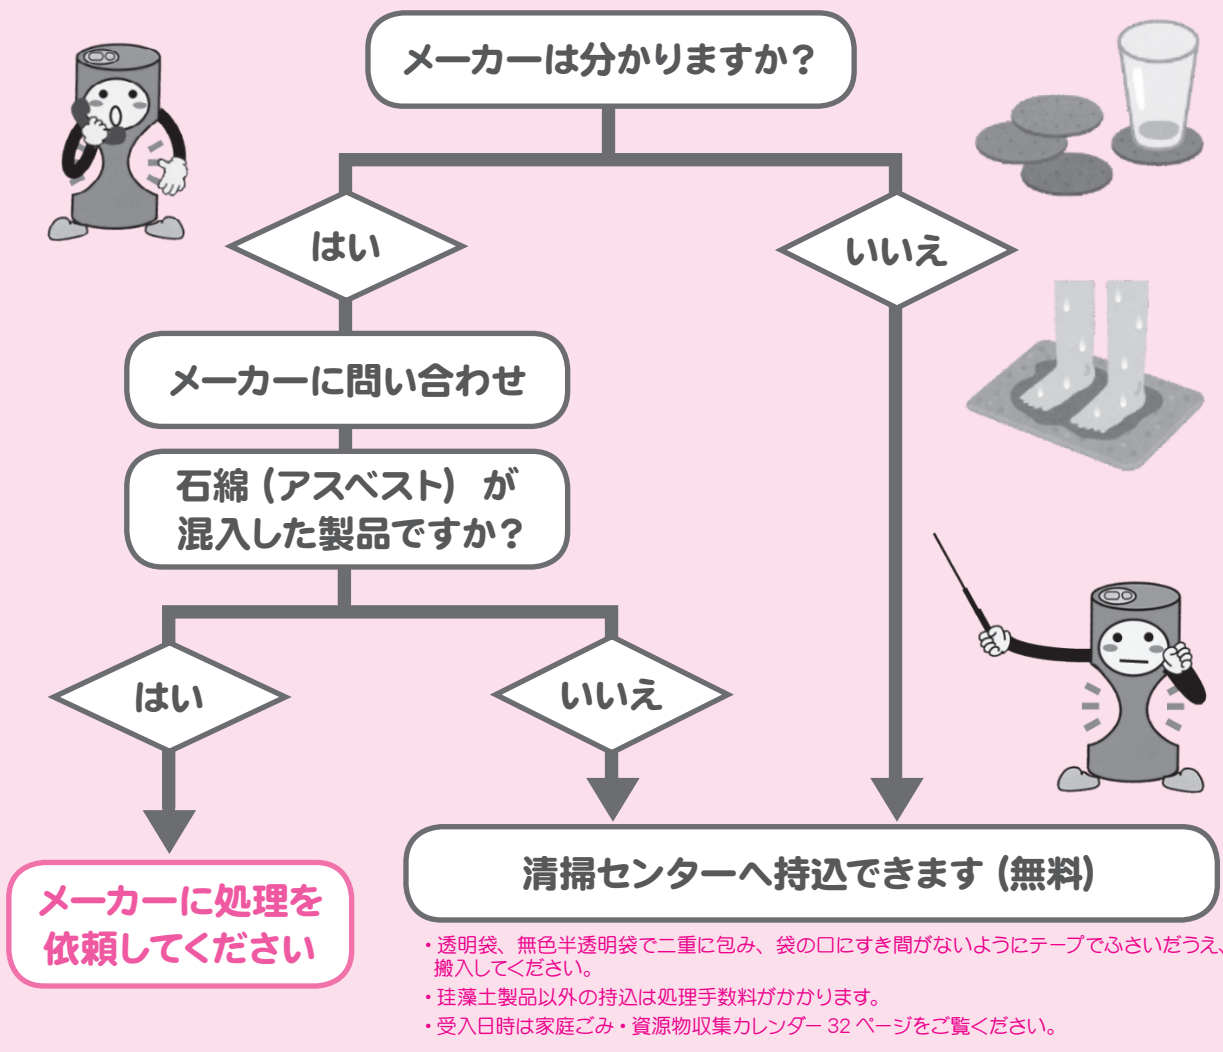 メーカーは分かりますか？
はい
いいえ
メーカーに問い合わせ
石綿（アスベスト）が
混入した製品ですか？
はい
いいえ
メーカーに処理を
依頼してください
清掃センターへ持込できます（無料）
・透明袋、無色半透明袋で二重に包み、袋の口にすき間がないようにテープでふさいだうえ、
搬入してください。
・珪藻土製品以外の持込は処理手数料がかかります。
・受入日時は家庭ごみ・資源物収集カレンダー 32 ページをご覧ください。